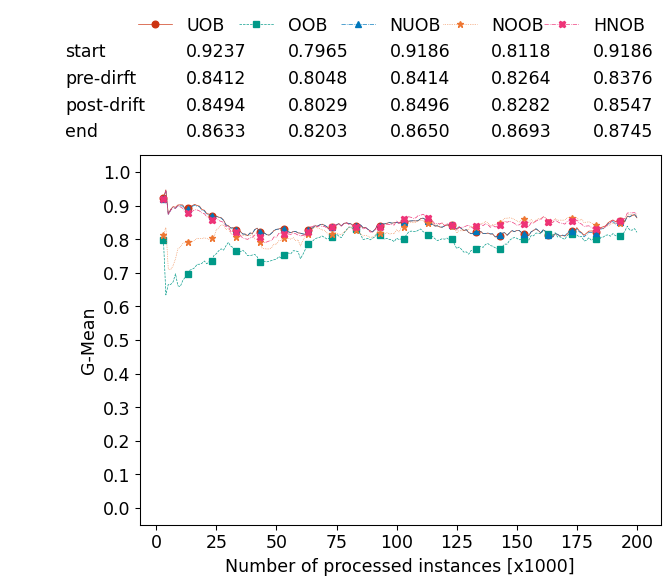 UOB OOB NUOB NOOB HNOB
start 0.9237 0.7965 0.9186 0.8118 0.9186
pre-dirft 0.8412 0.8048 0.8414 0.8264 0.8376
post-drift 0.8494 0.8029 0.8496 0.8282 0.8547
end 0.8633 0.8203 0.8650 0.8693 0.8745
1.0
0.9
0.8
0.7
0.6
0.5
0.4
0.3
0.2
0.1
0.0
G-Mean
0 25 50 75 100 125 150 175 200
Number of processed instances [x1000]